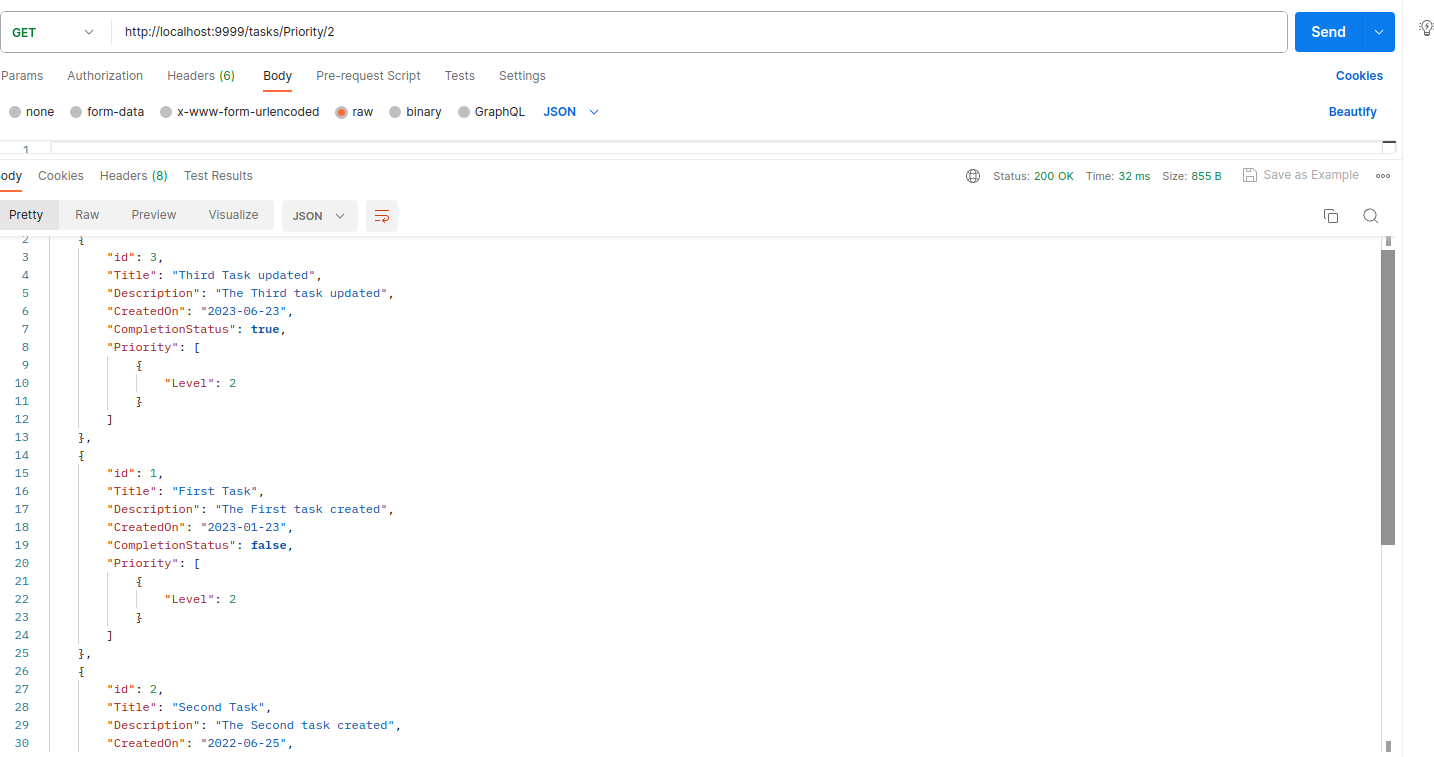 GET http://localhost:9999/tasks/Priority/2 Send
Params Authorization Headers (6) Body Pre-request Script Tests Settings Cookies
none form-data x-www-form-urlencoded raw binary GraphQL JSON Beautify
1
ody Cookies Headers (8) Test Results Status: 200 OK Time: 32 ms Size: 855 B Save as Example
Pretty Raw Preview Visualize JSON
2 {
3 "id": 3,
4 "Title": "Third Task updated",
5 "Description": "The Third task updated",
6 "CreatedOn": "2023-06-23",
7 "CompletionStatus": true,
8 "Priority": [
9 {
10 "Level": 2
11 }
12 ]
13 },
14 {
15 "id": 1,
16 "Title": "First Task",
17 "Description": "The First task created",
18 "CreatedOn": "2023-01-23",
19 "CompletionStatus": false,
20 "Priority": [
21 {
22 "Level": 2
23 }
24 ]
25 },
26 {
27 "id": 2,
28 "Title": "Second Task",
29 "Description": "The Second task created",
30 "CreatedOn": "2022-06-25",